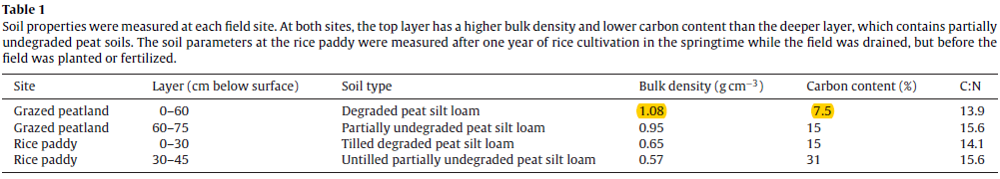 Table 1
Soil properties were measured at each field site. At both sites, the top layer has a higher bulk density and lower carbon content than the deeper layer, which contains partially
undegraded peat soils. The soil parameters at the rice paddy were measured after one year of rice cultivation in the springtime while the field was drained, but before the
field was planted or fertilized.
Site Layer (cm below surface) Soil type Bulk density (g cm−3) Carbon content (%) C:N
Grazed peatland 0–60 Degraded peat silt loam 1.08 7.5 13.9
Grazed peatland 60–75 Partially undegraded peat silt loam 0.95 15 15.6
Rice paddy 0–30 Tilled degraded peat silt loam 0.65 15 14.1
Rice paddy 30–45 Untilled partially undegraded peat silt loam 0.57 31 15.6